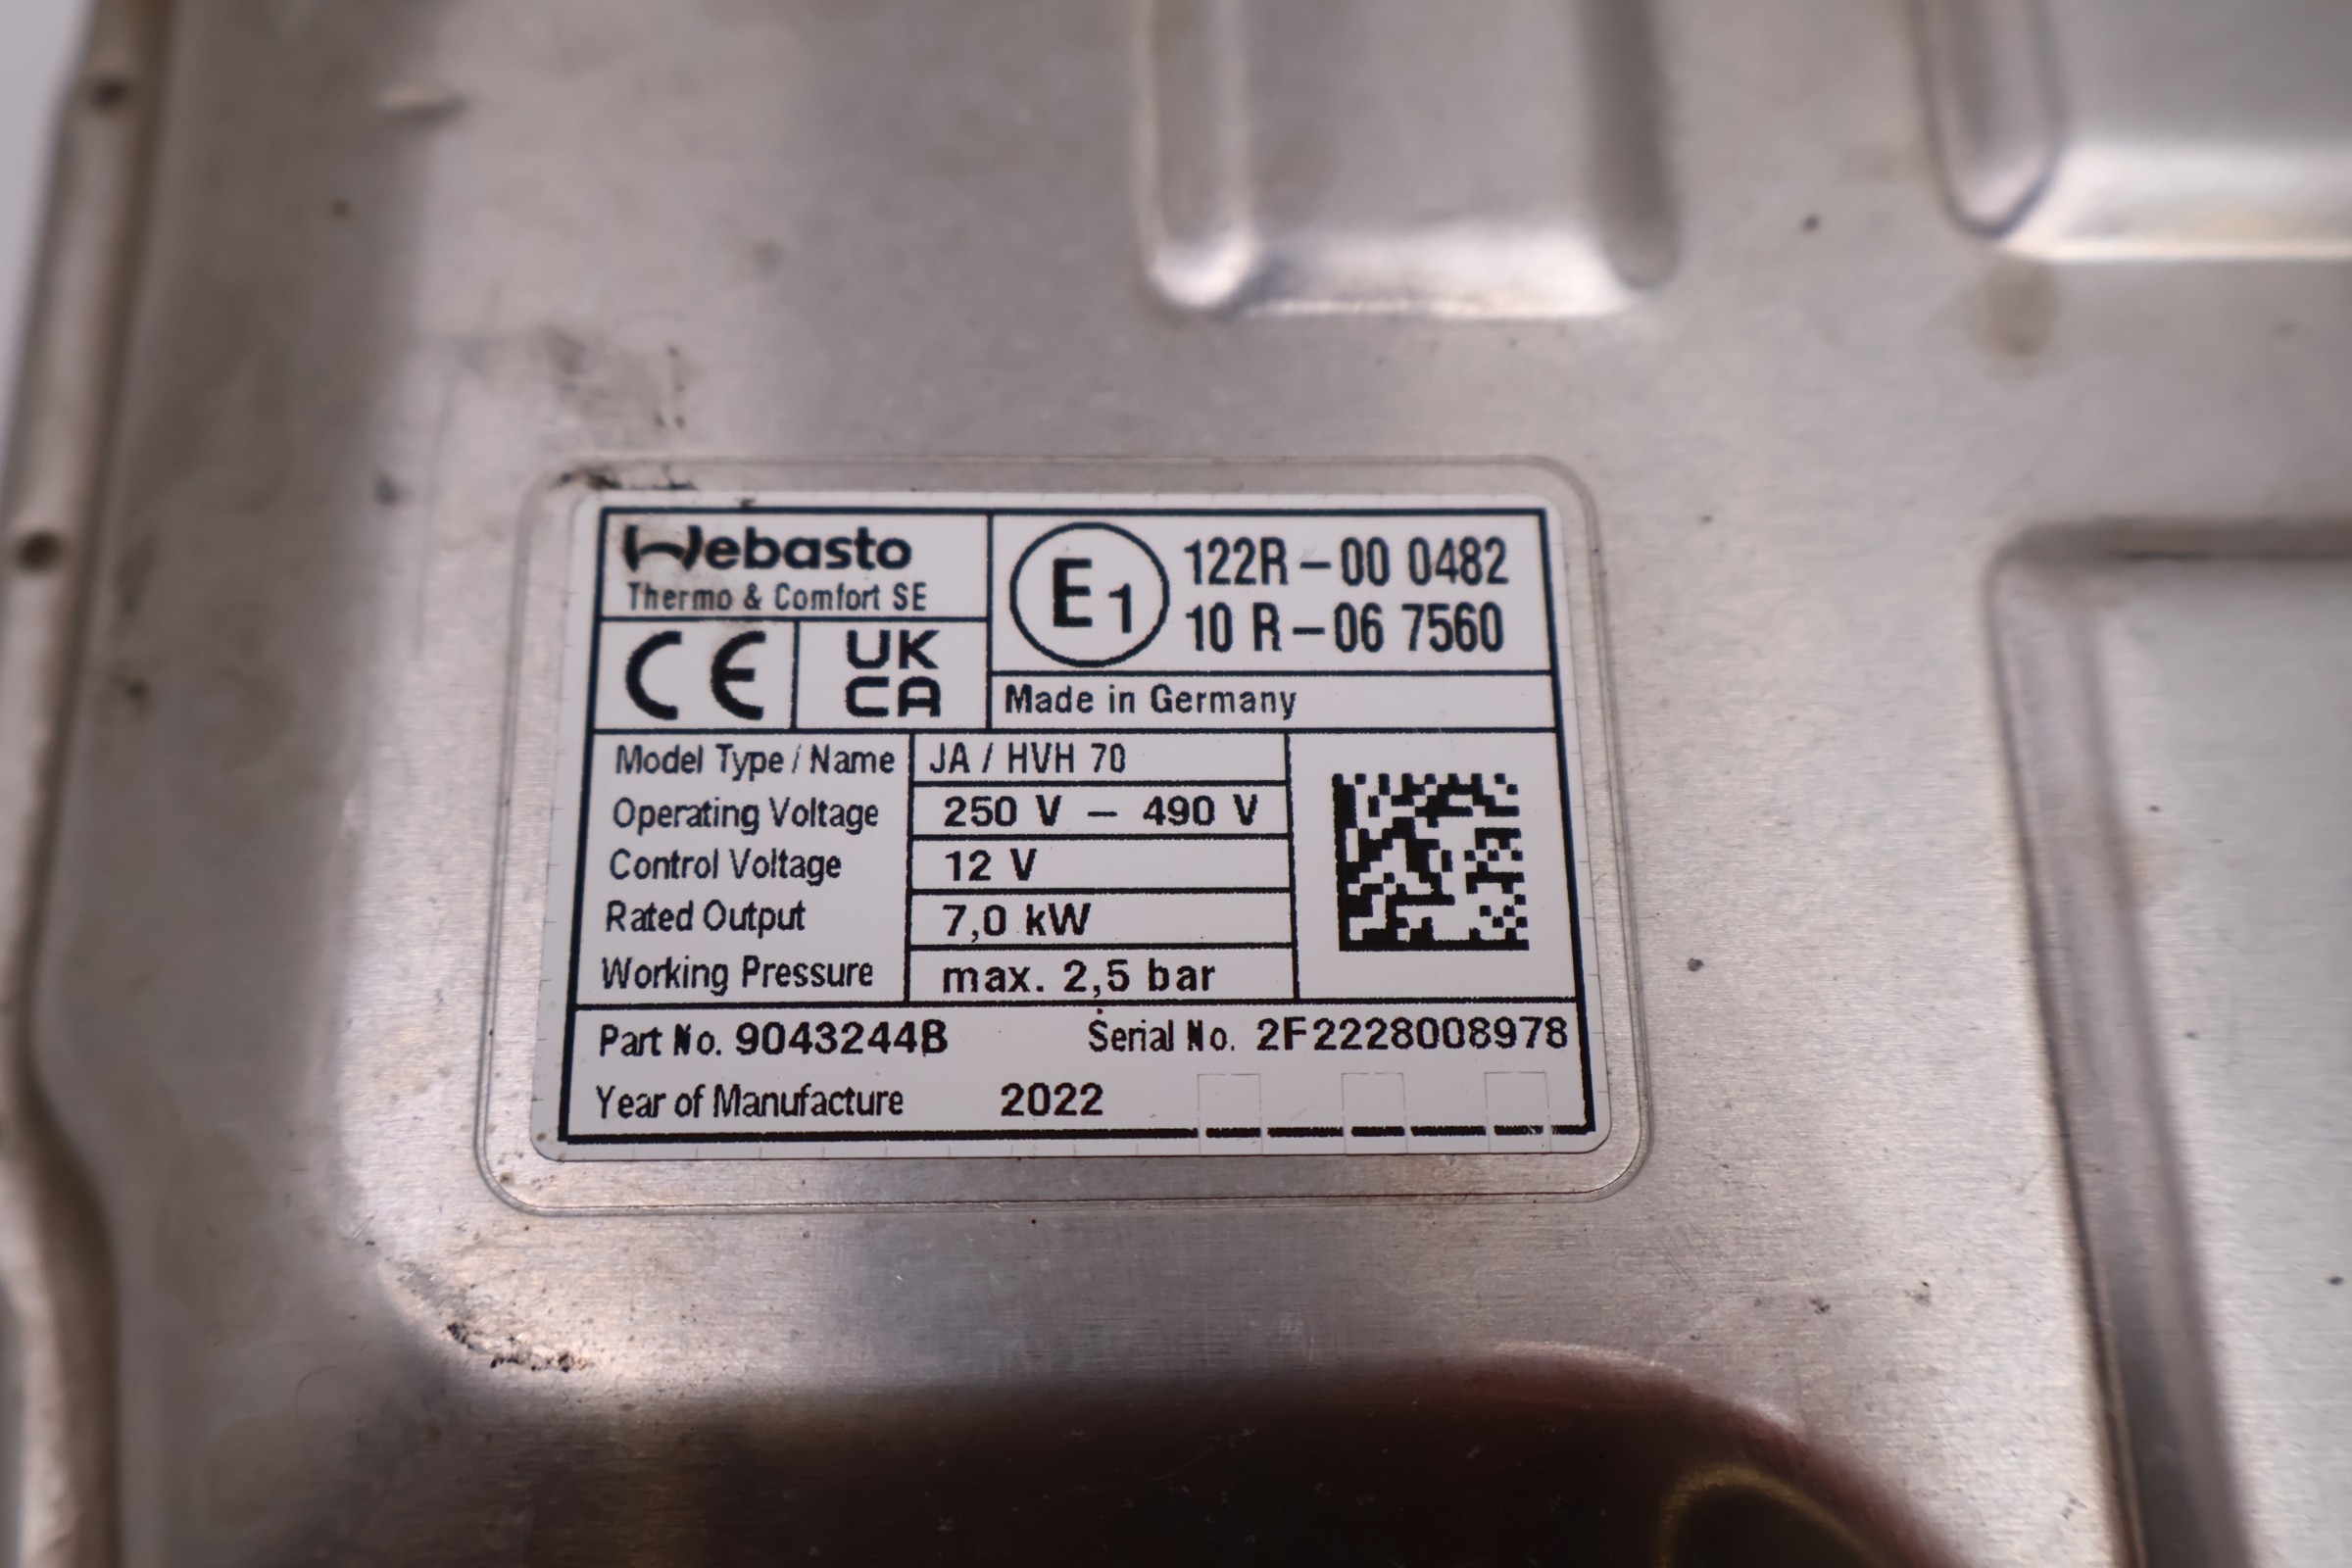 Webasto
Thermo & Comfort SE
CE
UK
CA
E1
122R-00 0482
10 R-06 7560
Made in Germany
Model Type / Name JA / HVH 70
Operating Voltage 250 V - 490 V
Control Voltage 12 V
Rated Output 7,0 kW
Working Pressure max. 2,5 bar
Part No. 9043244B Serial No. 2F2228008978
Year of Manufacture 2022